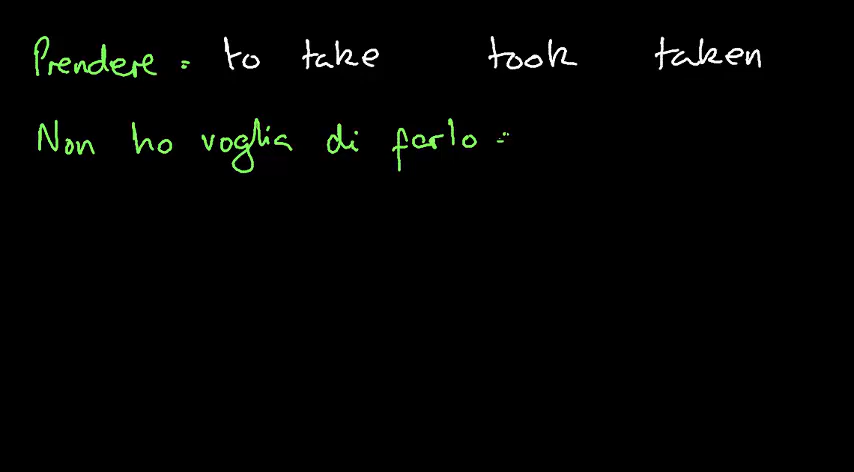 Prendere = to take took taken
Non ho voglia di farlo =